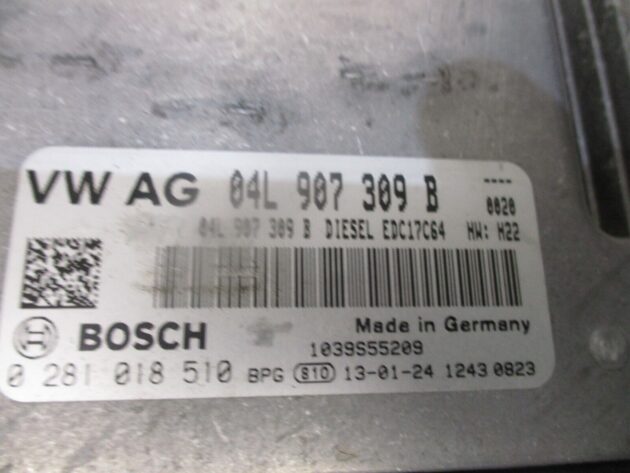 VW AG 04L 907 309 B ----
0020
04L 907 309 B DIESEL EDC17C64 HW: H22
BOSCH Made in Germany
1039S55209
0 281 018 510 BPG 810 13-01-24 1243 0823